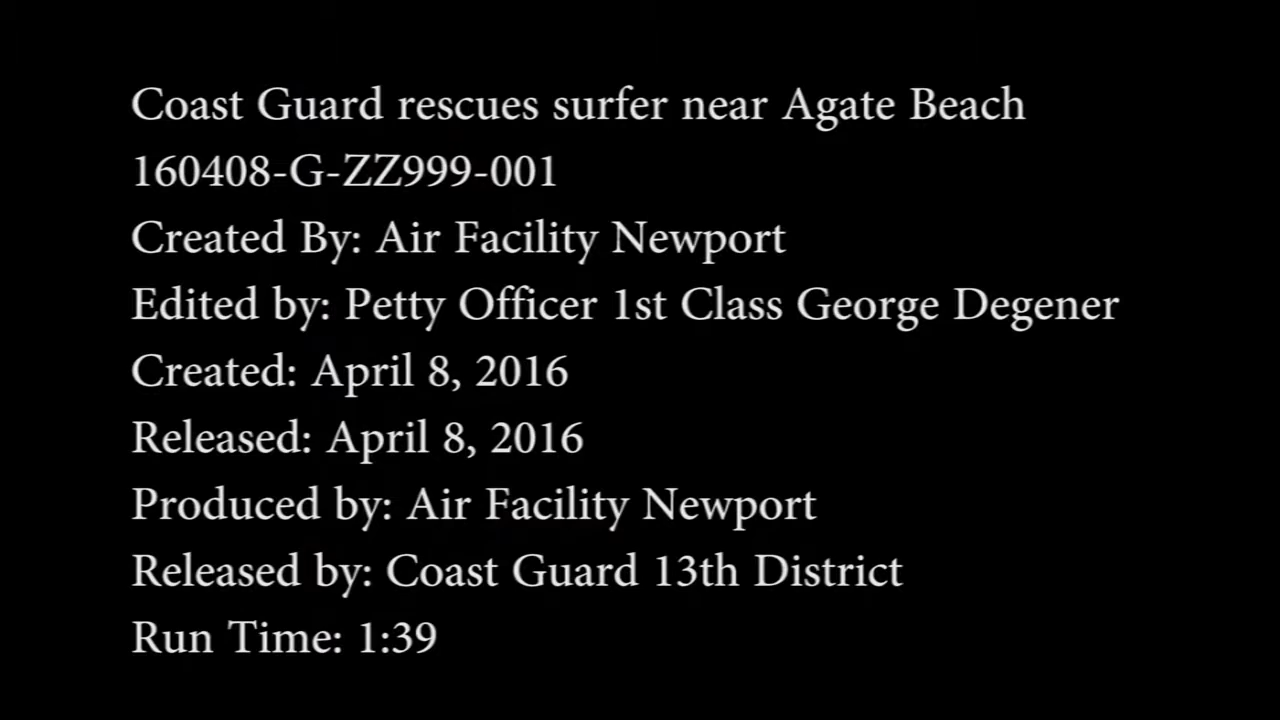 Coast Guard rescues surfer near Agate Beach
160408-G-ZZ999-001
Created By: Air Facility Newport
Edited by: Petty Officer 1st Class George Degener
Created: April 8, 2016
Released: April 8, 2016
Produced by: Air Facility Newport
Released by: Coast Guard 13th District
Run Time: 1:39